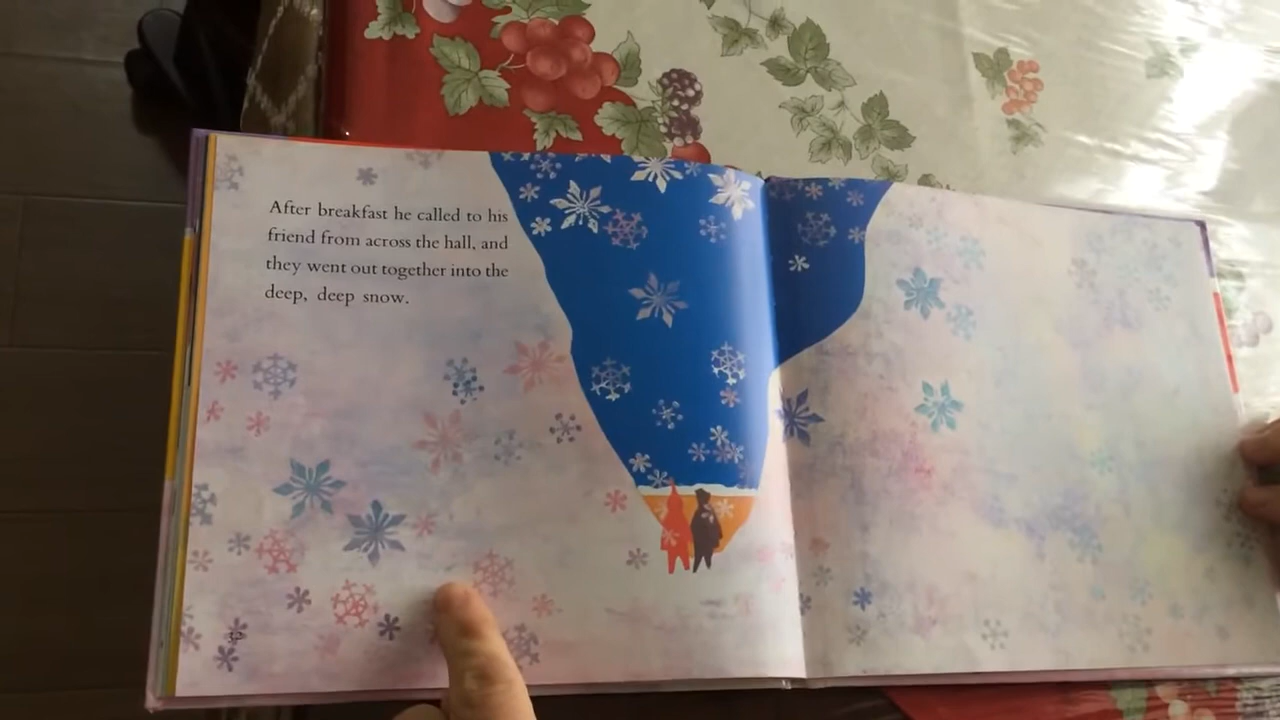 After breakfast he called to his
friend from across the hall, and
they went out together into the
deep, deep snow.